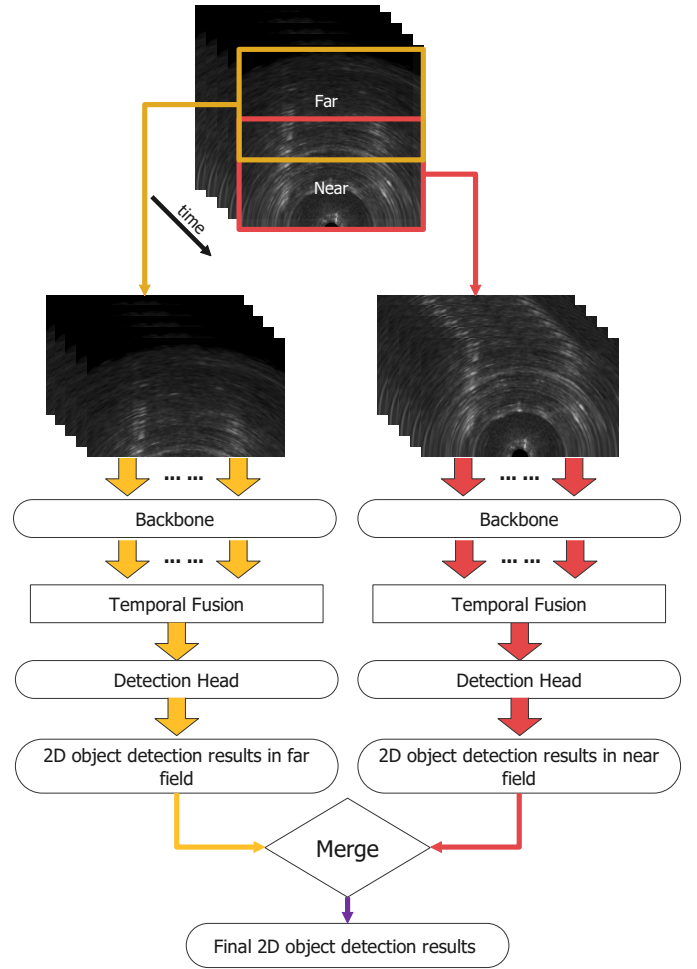 Far
Near
time
... ...
... ...
Backbone
Backbone
... ...
... ...
Temporal Fusion
Temporal Fusion
Detection Head
Detection Head
2D object detection results in far
field
2D object detection results in near
field
Merge
Final 2D object detection results